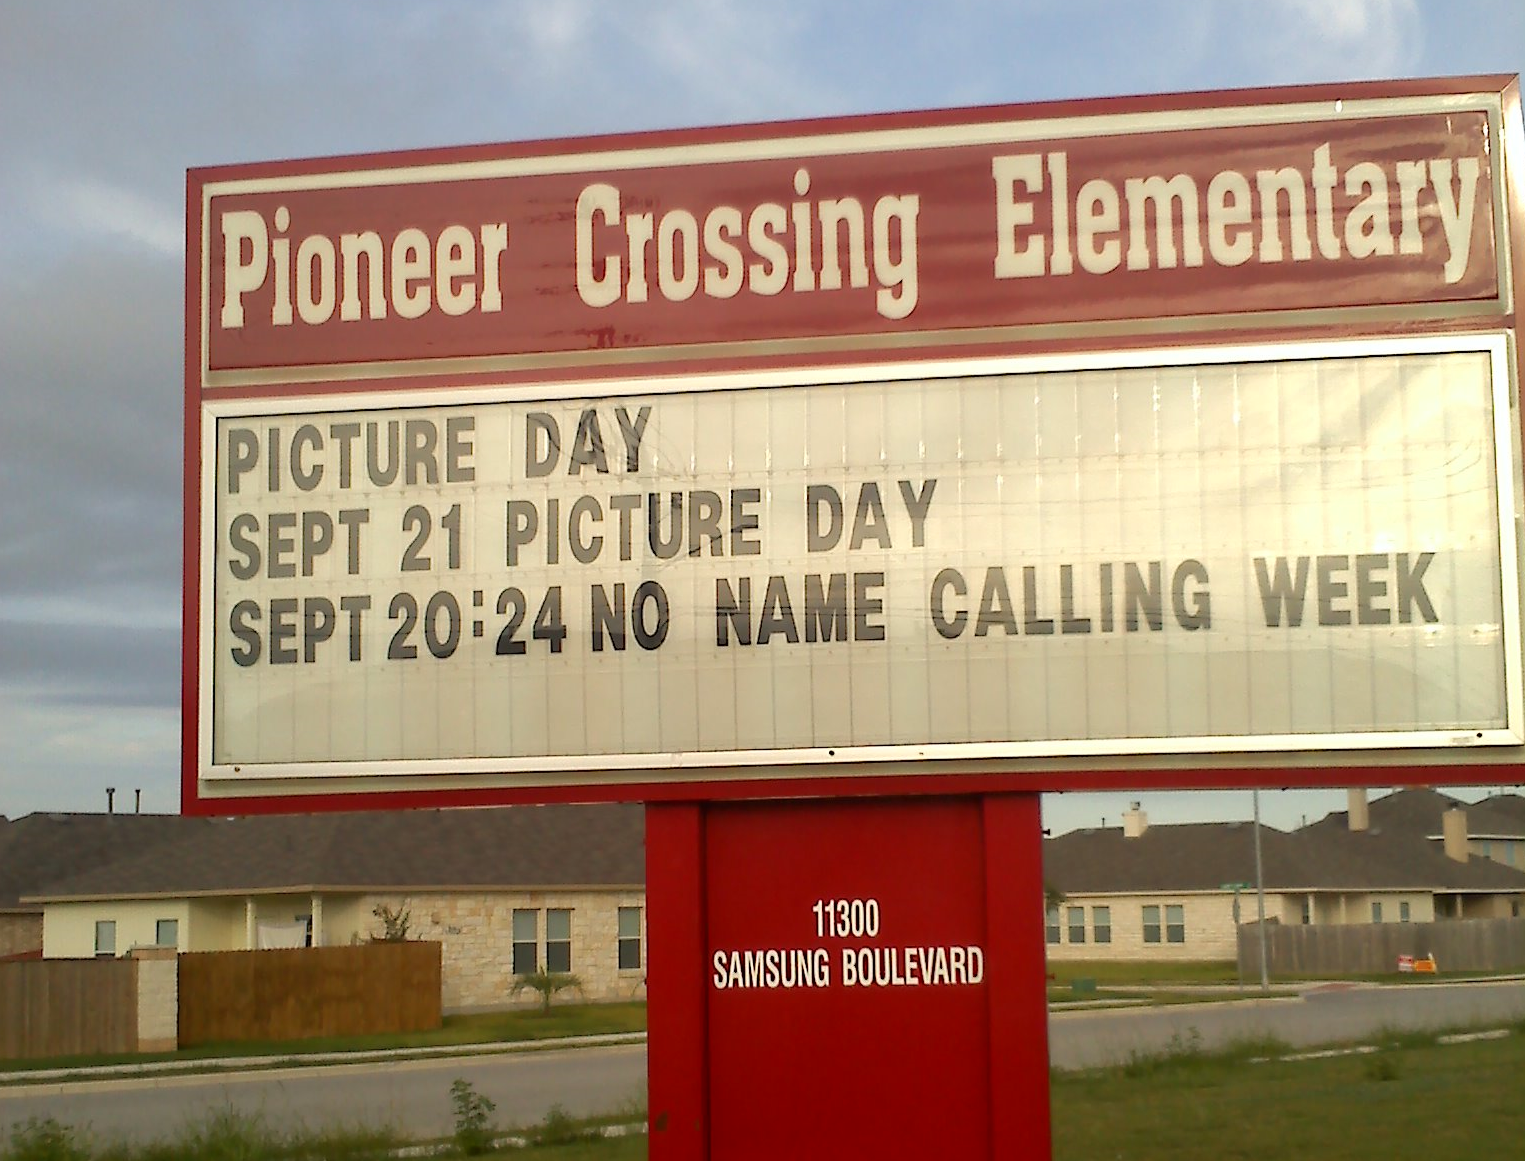 Pioneer Crossing Elementary
PICTURE DAY
SEPT 21 PICTURE DAY
SEPT 20:24 NO NAME CALLING WEEK
11300
SAMSUNG BOULEVARD